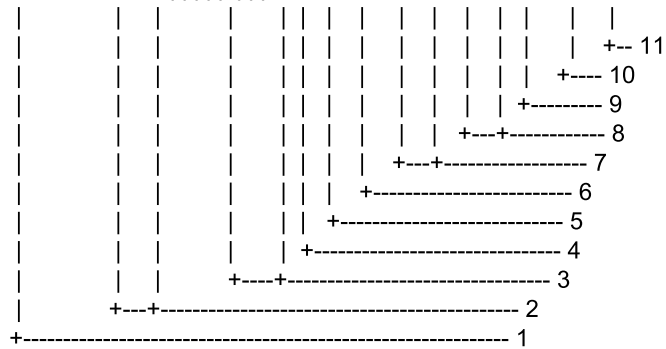 | | | | | | | | | | | | | | | |
| | | | | | | | | | | | | | | +-- 11
| | | | | | | | | | | | | | +---- 10
| | | | | | | | | | | | | +--------- 9
| | | | | | | | | | | +---+------------ 8
| | | | | | | | | +---+------------------ 7
| | | | | | | | +------------------------- 6
| | | | | | | +---------------------------- 5
| | | | | | +------------------------------- 4
| | | | +----+--------------------------------- 3
| | | |
| +---+-------------------------------------------- 2
+------------------------------------------------------------ 1